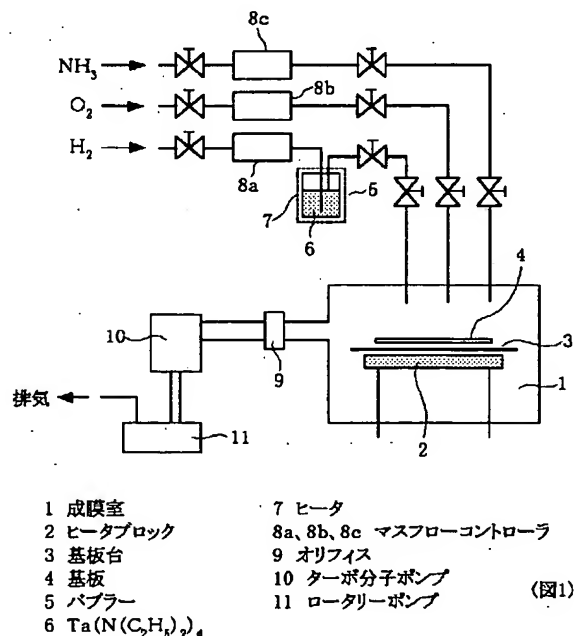 8c
NH₃
8b
O₂
H₂
8a
7
5
6
4
3
10
9
1
排気
11
2
1 成膜室
2 ヒータブロック
3 基板台
4 基板
5 バブラー
6 Ta(N(C₂H₅)₂)₄
7 ヒータ
8a、8b、8c マスフローコントローラ
9 オリフィス
10 ターボ分子ポンプ
11 ロータリーポンプ
(図1)